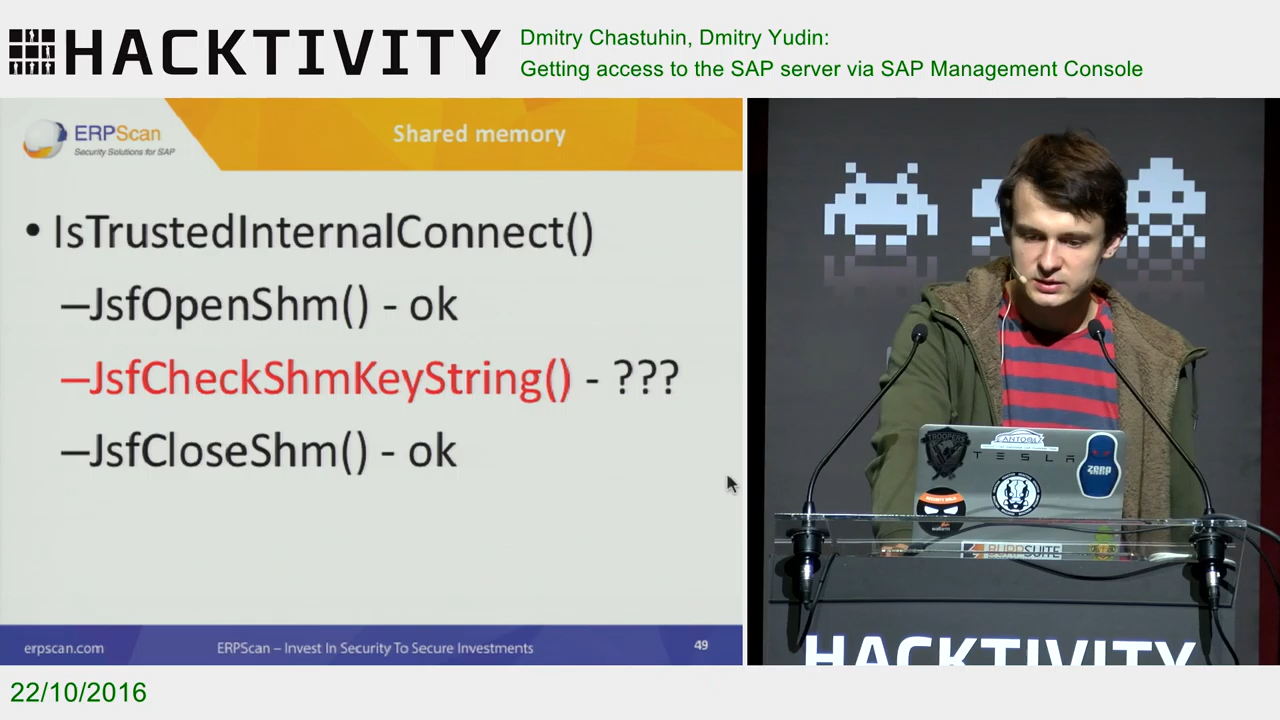 HACKTIVITY
Dmitry Chastuhin, Dmitry Yudin:
Getting access to the SAP server via SAP Management Console
ERPScan
Security Solutions for SAP
Shared memory
• IsTrustedInternalConnect()
–JsfOpenShm() - ok
–JsfCheckShmKeyString() - ???
–JsfCloseShm() - ok
erpscan.com
ERPScan – Invest In Security To Secure Investments
49
TROOPERS
TESLA
BURPSUITE
HACKTIVITY
22/10/2016